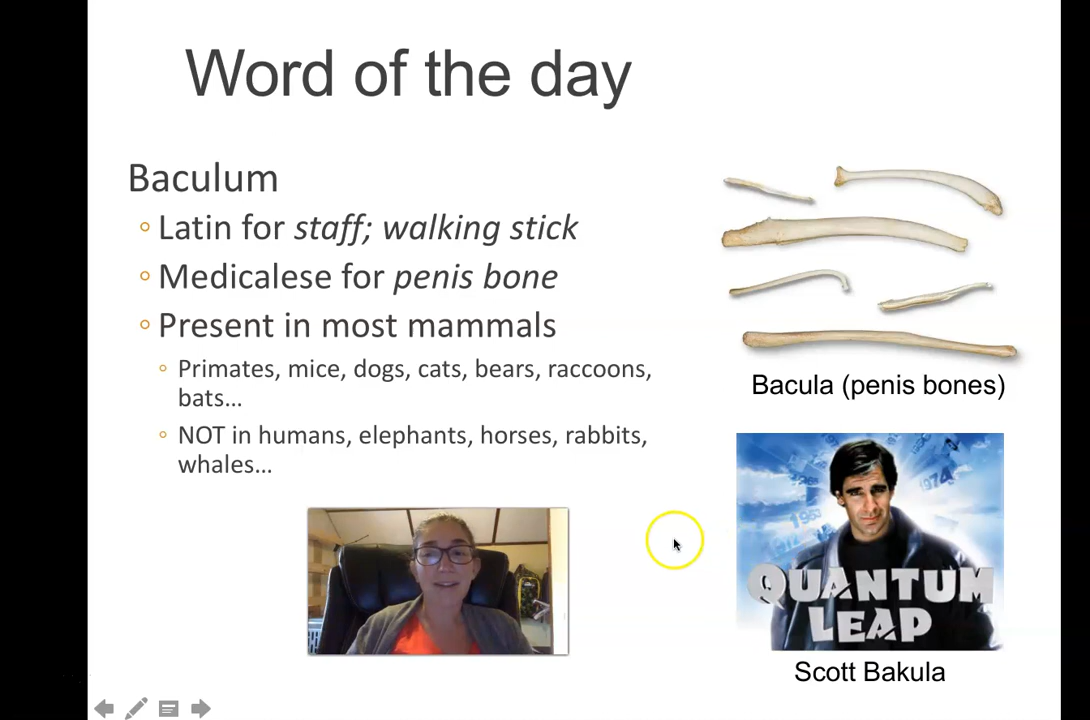 Word of the day
Baculum
Latin for staff; walking stick
Medicalese for penis bone
Present in most mammals
Primates, mice, dogs, cats, bears, raccoons,
bats…
NOT in humans, elephants, horses, rabbits,
whales…
Bacula (penis bones)
1974
QUANTUM
LEAP
Scott Bakula